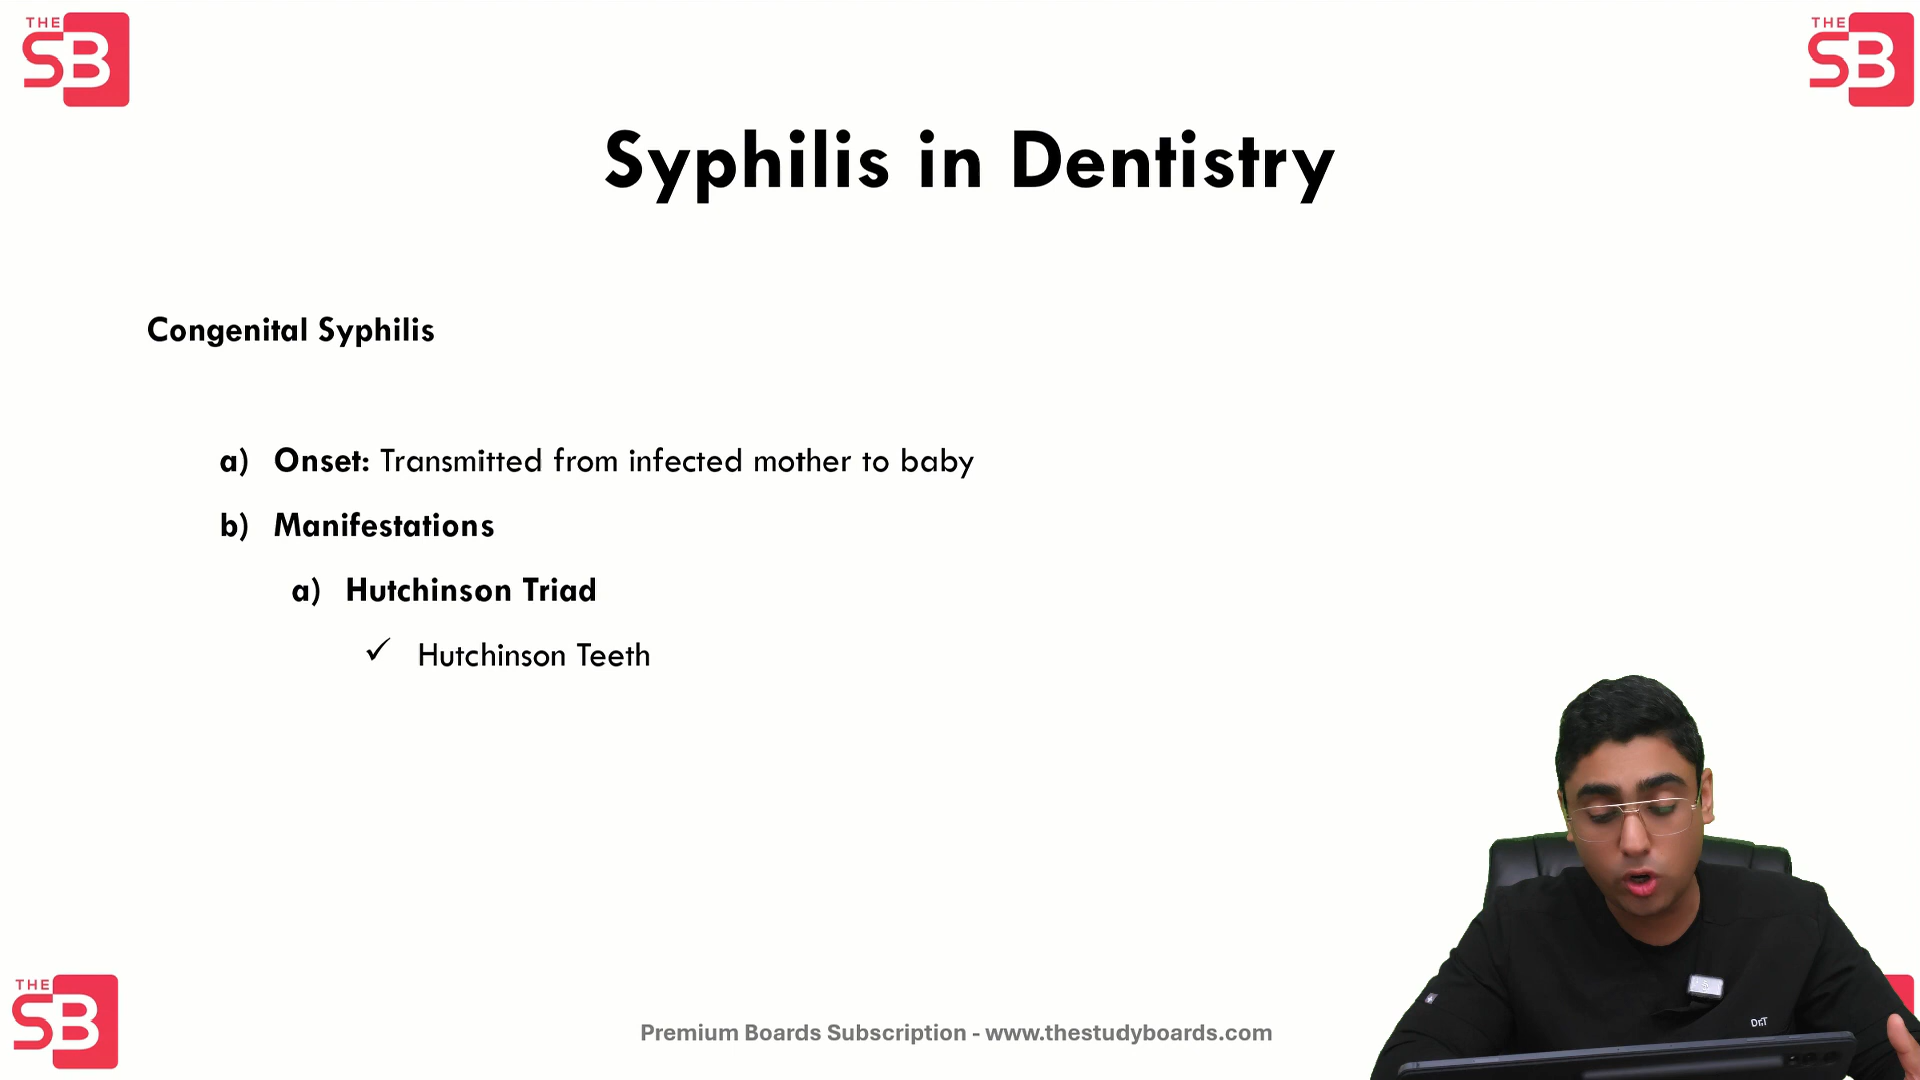 THE
SB
THE
SB
Syphilis in Dentistry
Congenital Syphilis
a) Onset: Transmitted from infected mother to baby
b) Manifestations
a) Hutchinson Triad
✓ Hutchinson Teeth
THE
SB
Premium Boards Subscription - www.thestudyboards.com
Dr.T